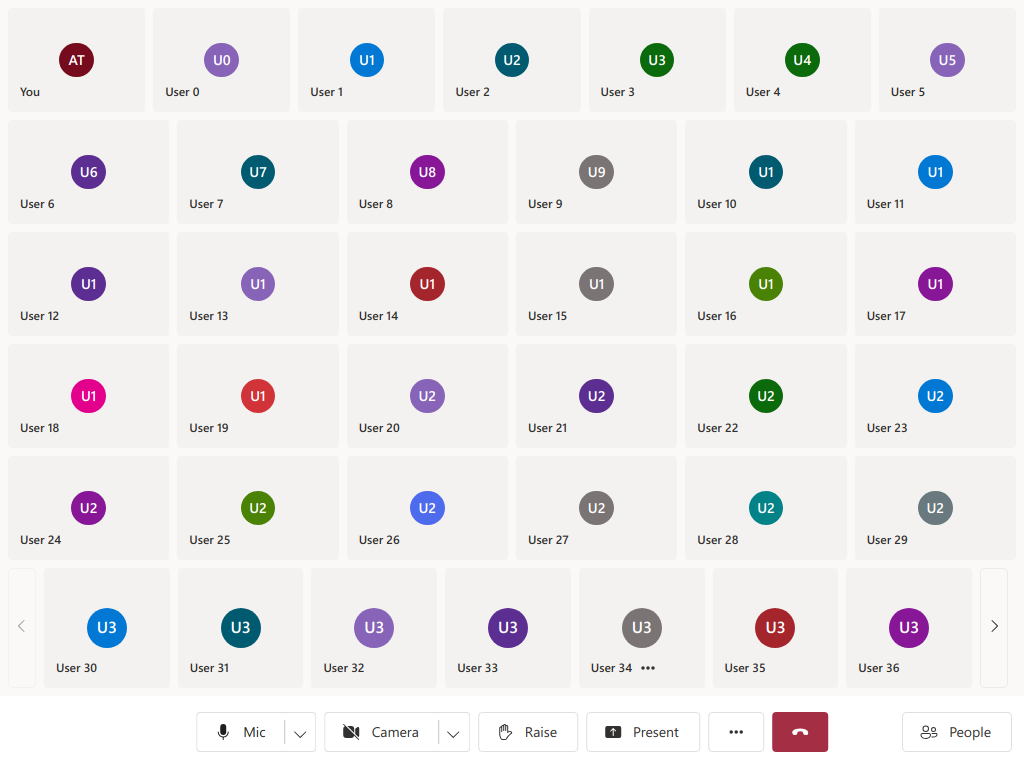 AT U0 U1 U2 U3 U4 U5
You User 0 User 1 User 2 User 3 User 4 User 5
U6 U7 U8 U9 U1 U1
User 6 User 7 User 8 User 9 User 10 User 11
U1 U1 U1 U1 U1 U1
User 12 User 13 User 14 User 15 User 16 User 17
U1 U1 U2 U2 U2 U2
User 18 User 19 User 20 User 21 User 22 User 23
U2 U2 U2 U2 U2 U2
User 24 User 25 User 26 User 27 User 28 User 29
U3 U3 U3 U3 U3 U3 U3
User 30 User 31 User 32 User 33 User 34 User 35 User 36
Mic Camera Raise Present People